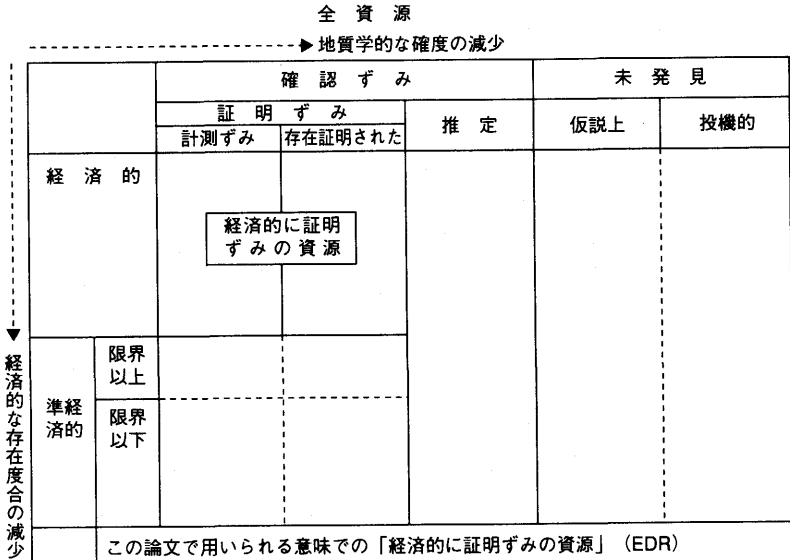 全資源
地質学的な確度の減少
確認ずみ
未発見
証明ずみ
推定
仮説上
投機的
計測ずみ
存在証明された
経済的
経済的に証明
ずみの資源
経済的な存在度合の減少
準経
済的
限界
以上
限界
以下
この論文で用いられる意味での「経済的に証明ずみの資源」(EDR)